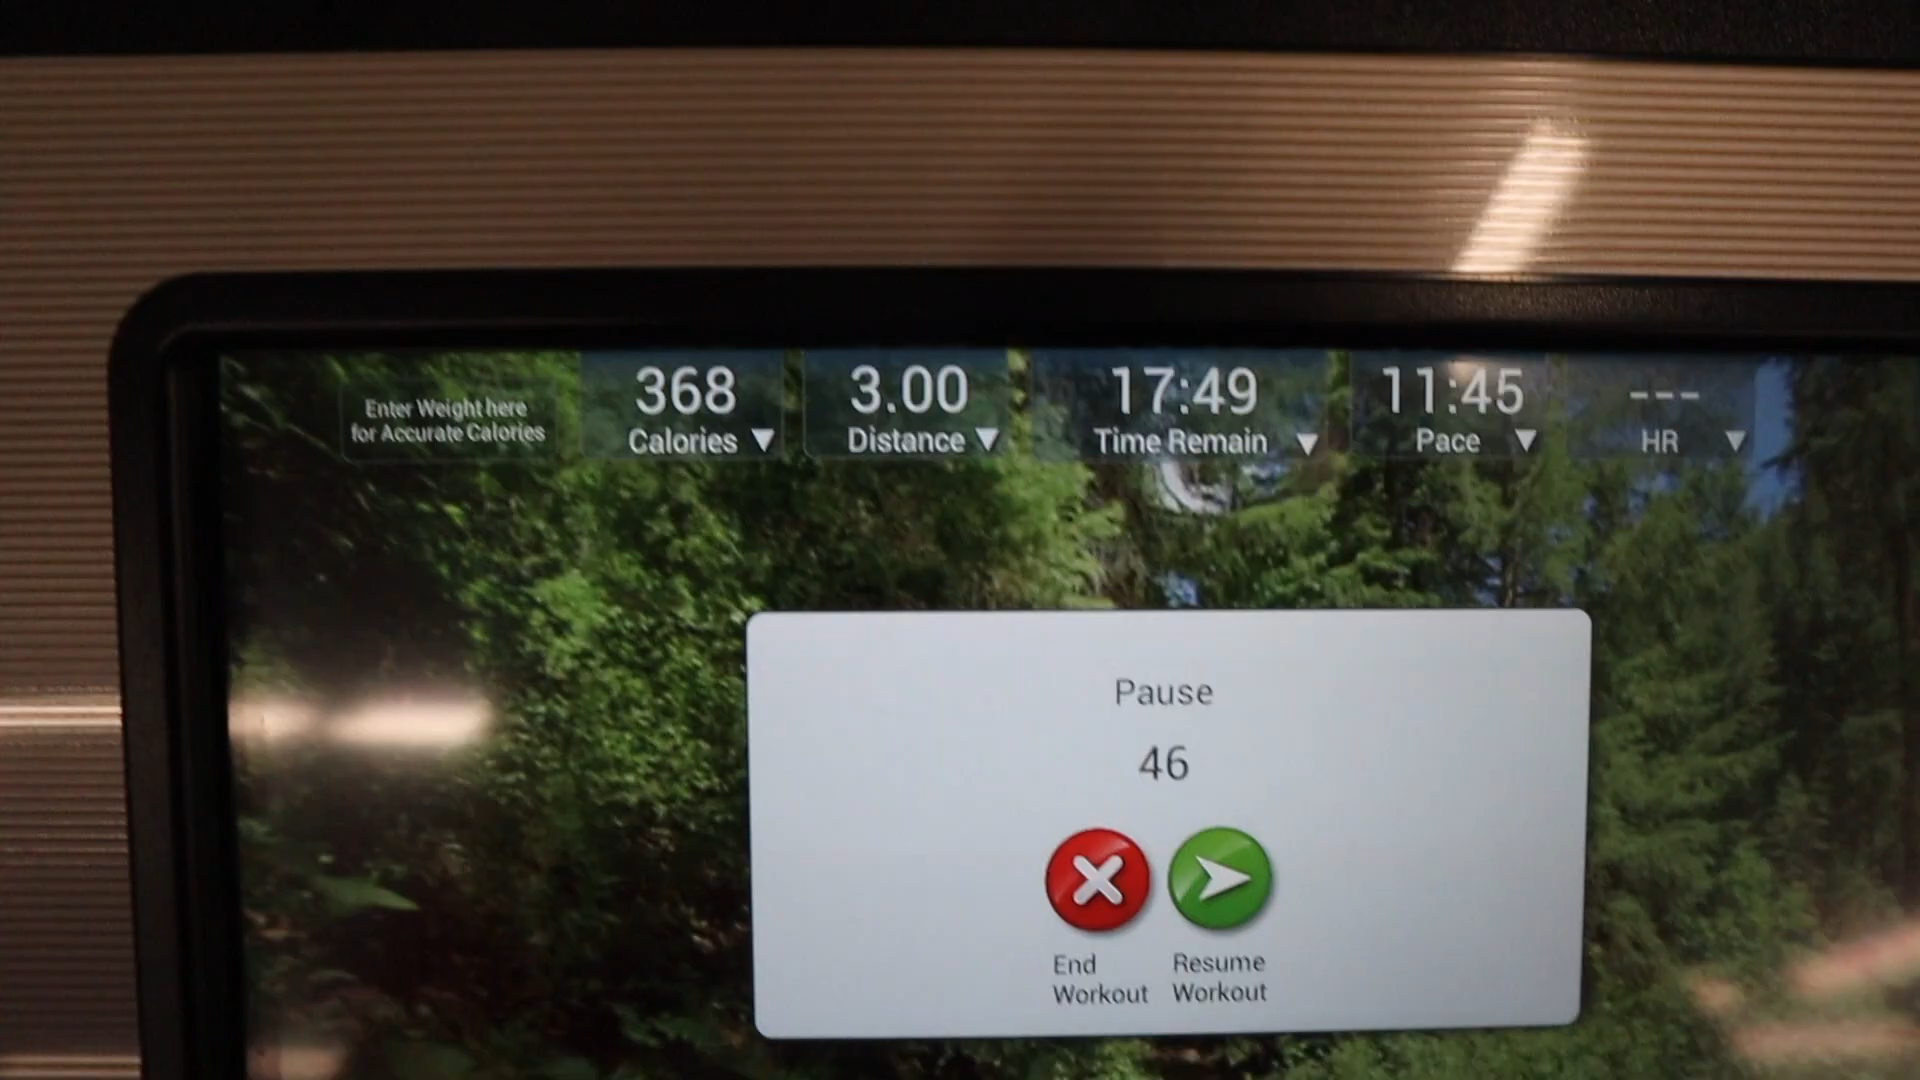 Enter Weight here
for Accurate Calories
368
Calories ▼
3.00
Distance ▼
17:49
Time Remain ▼
11:45
Pace ▼
---
HR ▼
Pause
46
End
Workout
Resume
Workout